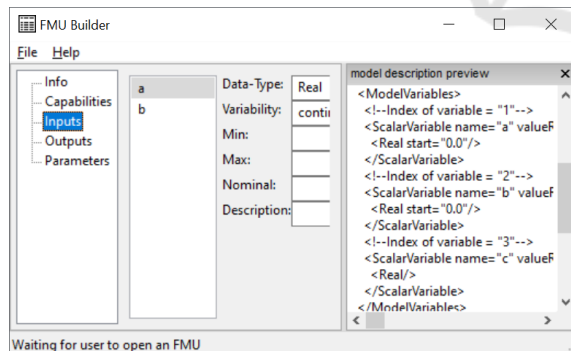 FMU Builder
File Help
Info
Capabilities
Inputs
Outputs
Parameters
a
b
Data-Type: Real
Variability:
Min:
Max:
Nominal:
Description:
model description preview
<ModelVariables>
<!--Index of variable = "1"-->
<ScalarVariable name="a"
<Real start="0.0"/>
</ScalarVariable>
<!--Index of variable = "2"-->
<ScalarVariable name="b"
<Real start="0.0"/>
</ScalarVariable>
<!--Index of variable = "3"-->
<ScalarVariable name="c"
<Real/>
</ScalarVariable>
</ModelVariables>
Waiting for user to open an FMU